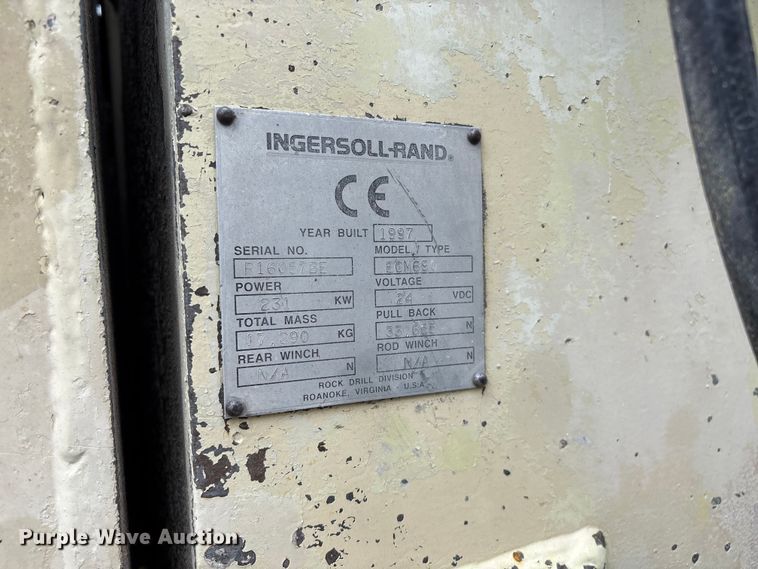 INGERSOLL-RAND®
CE
YEAR BUILT 1997
SERIAL NO. MODEL / TYPE
POWER VOLTAGE
231 KW 24 VDC
TOTAL MASS PULL BACK
KG N
REAR WINCH ROD WINCH
N/A N N/A N
ROCK DRILL DIVISION
ROANOKE, VIRGINIA U.S.A.
Purple Wave Auction